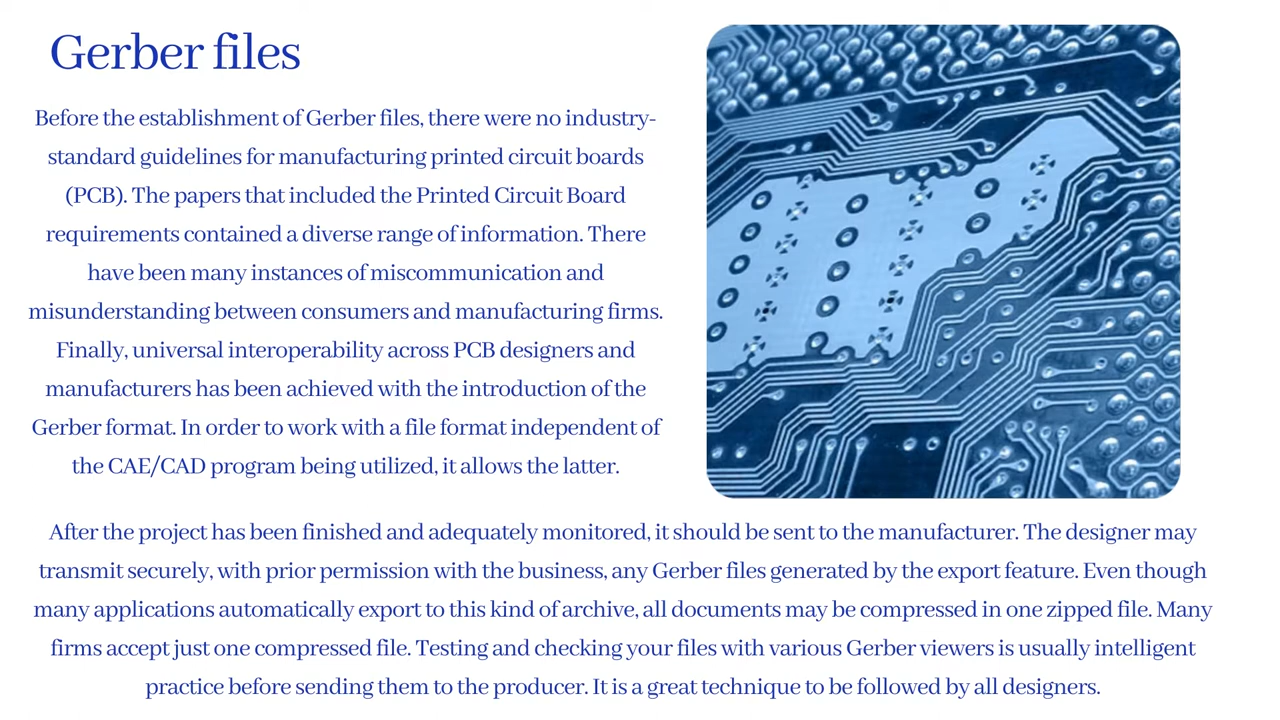 Gerber files
Before the establishment of Gerber files, there were no industry-
standard guidelines for manufacturing printed circuit boards
(PCB). The papers that included the Printed Circuit Board
requirements contained a diverse range of information. There
have been many instances of miscommunication and
misunderstanding between consumers and manufacturing firms.
Finally, universal interoperability across PCB designers and
manufacturers has been achieved with the introduction of the
Gerber format. In order to work with a file format independent of
the CAE/CAD program being utilized, it allows the latter.
After the project has been finished and adequately monitored, it should be sent to the manufacturer. The designer may
transmit securely, with prior permission with the business, any Gerber files generated by the export feature. Even though
many applications automatically export to this kind of archive, all documents may be compressed in one zipped file. Many
firms accept just one compressed file. Testing and checking your files with various Gerber viewers is usually intelligent
practice before sending them to the producer. It is a great technique to be followed by all designers.